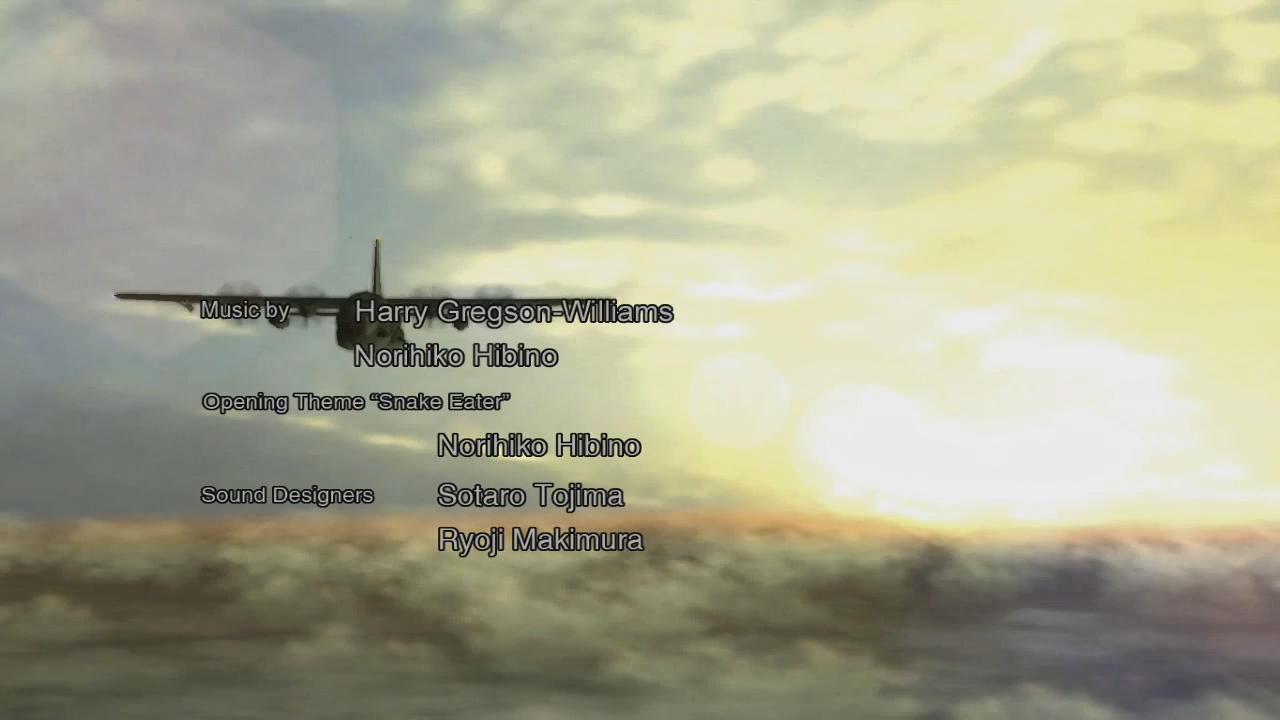 Music by Harry Gregson-Williams
Norihiko Hibino
Opening Theme “Snake Eater”
Norihiko Hibino
Sound Designers Sotaro Tojima
Ryoji Makimura